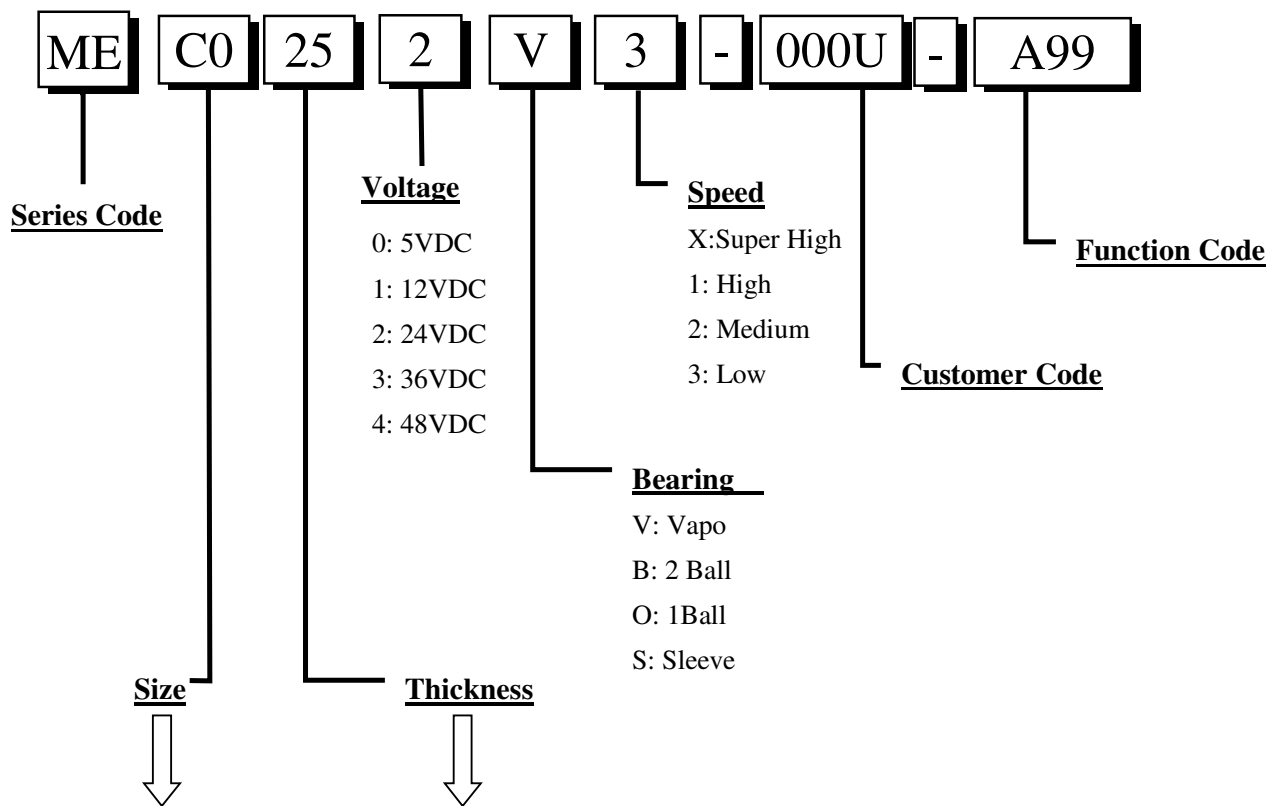 ME C0 25 2 V 3 - 000U - A99
Series Code
Voltage
0: 5VDC
1: 12VDC
2: 24VDC
3: 36VDC
4: 48VDC
Speed
X:Super High
1: High
2: Medium
3: Low
Function Code
Customer Code
Bearing
V: Vapo
B: 2 Ball
O: 1Ball
S: Sleeve
Size
Thickness